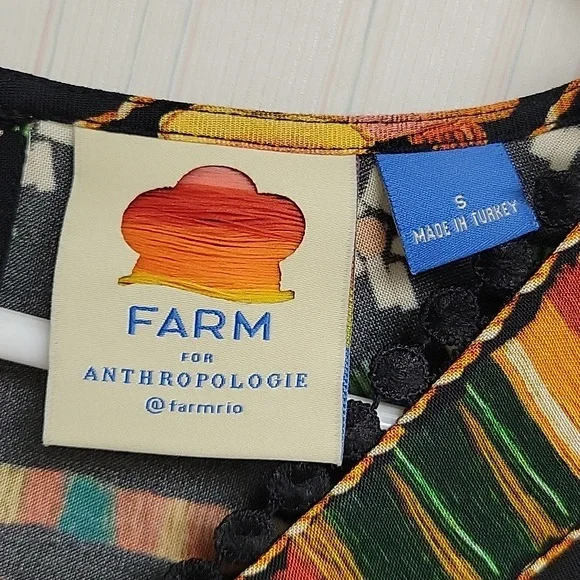 FARM
FOR
ANTHROPOLOGIE
@farmrio
S
MADE IN TURKEY